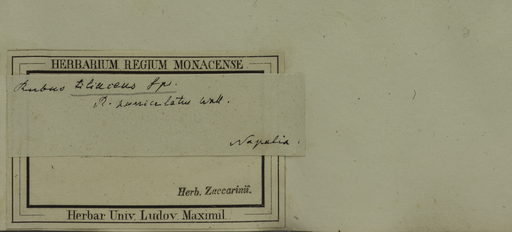 HERBARIUM REGIUM MONACENSE
Rubus tiliaceus Sm.
R. paniculatus Wall.
Napalia.
Herb. Zuccarinii.
Herbar. Univ. Ludov. Maximil.